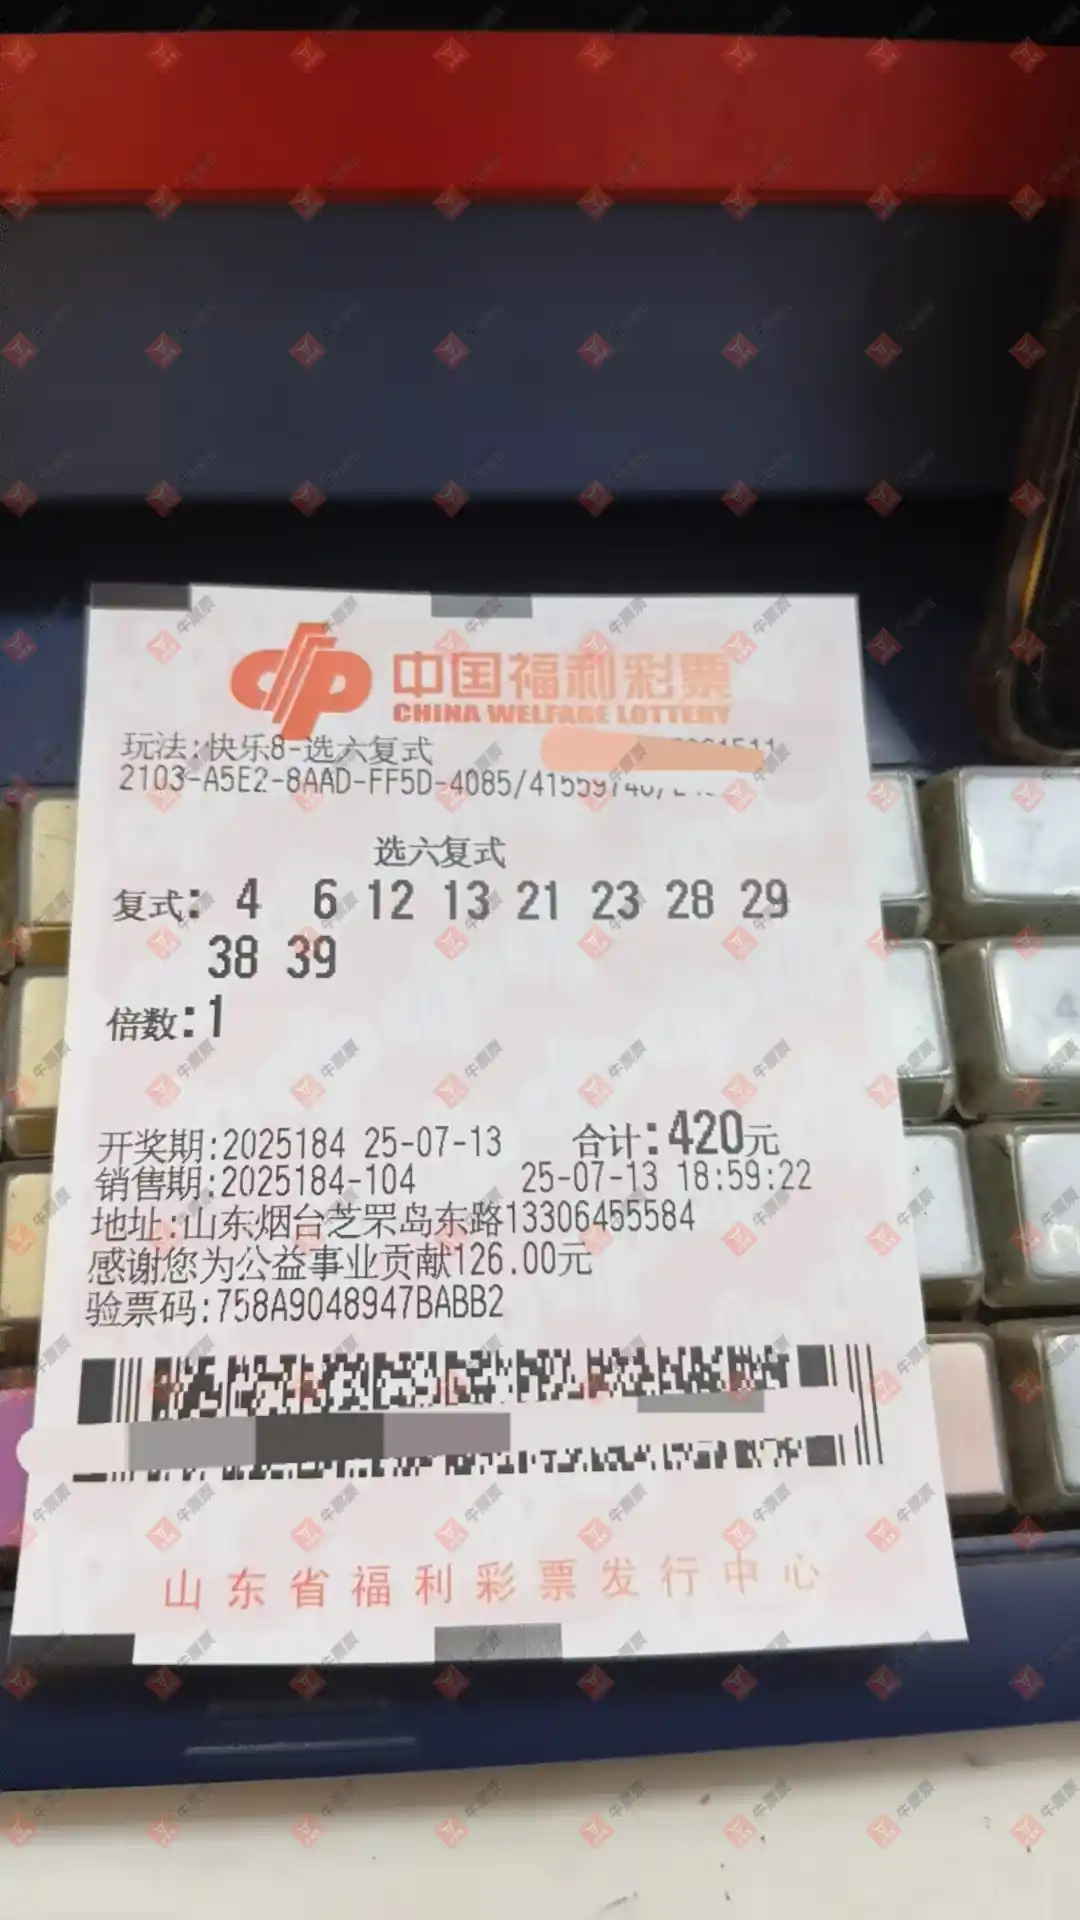 中国福利彩票
CHINA WELFARE LOTTERY
玩法:快乐8-选六复式
2103-A5E2-8AAD-FF5D-4085/41559740/
选六复式
复式: 4 6 12 13 21 23 28 29
38 39
倍数:1
开奖期:2025184 25-07-13 合计:420元
销售期:2025184-104 25-07-13 18:59:22
地址:山东烟台芝罘岛东路13306455584
感谢您为公益事业贡献126.00元
验票码:758A9048947BABB2
山东省福利彩票发行中心
牛票票